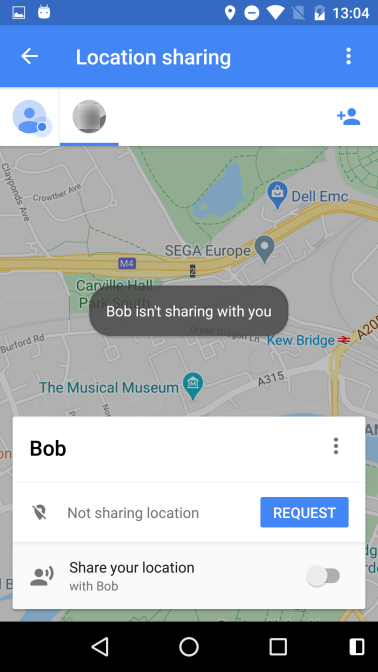 13:04
Location sharing
Clayponds Ave
Crowther Ave
Dell Emc
SEGA Europe
M4
2
Carville Hall
Park South
Bob isn't sharing with you
Green Dragon Ln
Burford Rd
Kew Bridge
A205
A315
The Musical Museum
Bob
Not sharing location
REQUEST
Share your location
with Bob